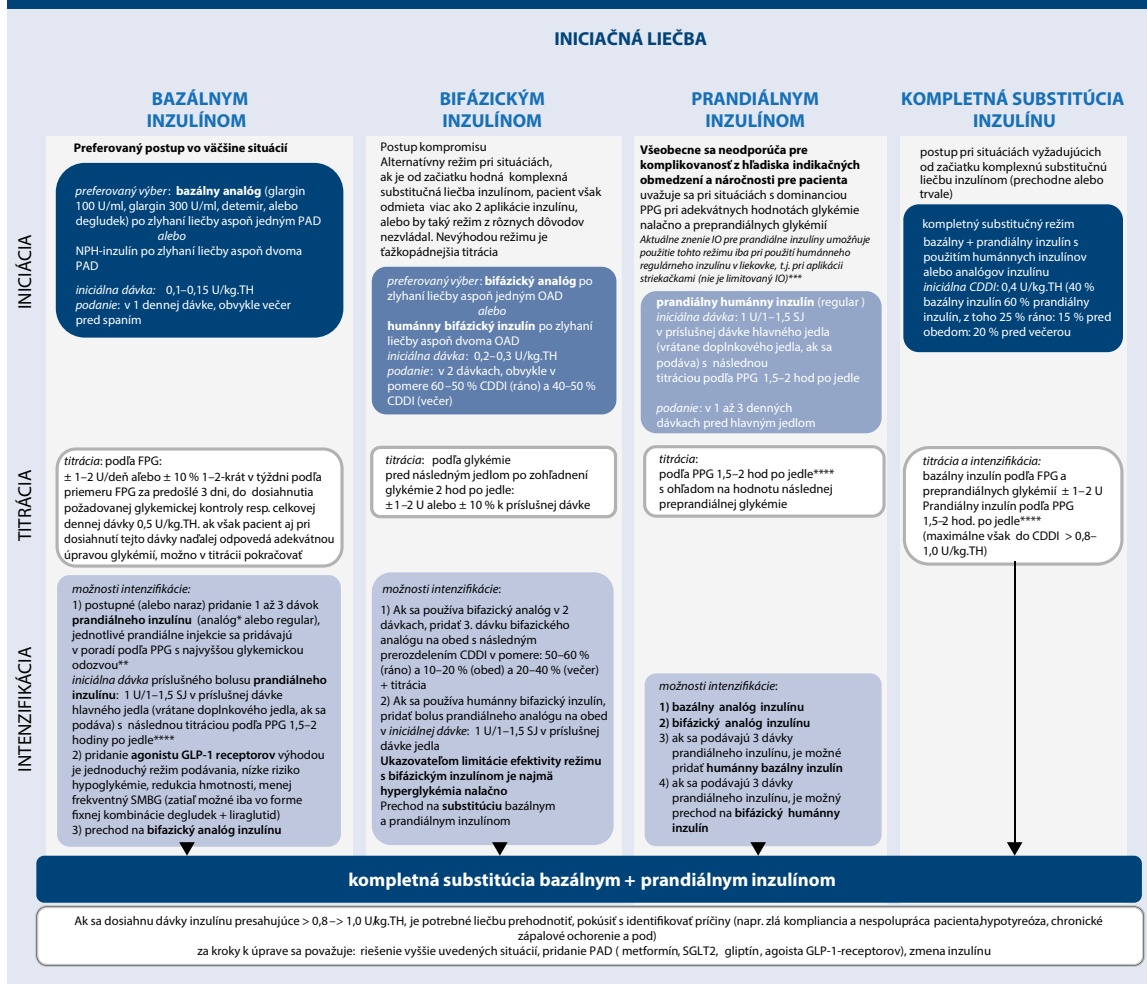 INICIAČNÁ LIEČBA
BAZÁLNYM
INZULÍNOM
BIFÁZICKÝM
INZULÍNOM
PRANDIÁLNYM
INZULÍNOM
KOMPLETNÁ SUBSTITÚCIA
INZULÍNU
INICIÁCIA
Preferovaný postup vo väčšine situácií
preferovaný výber: bazálny analóg (glargin
100 U/ml, glargin 300 U/ml, detemir, alebo
degludek) po zlyhaní liečby aspoň jedným PAD
alebo
NPH-inzulín po zlyhaní liečby aspoň dvoma
PAD
iniciálna dávka: 0,1–0,15 U/kg.TH
podanie: v 1 dennej dávke, obvykle večer
pred spaním
Postup kompromisu
Alternatívny režim pri situáciách,
ak je od začiatku hodná komplexná
substitučná liečba inzulínom, pacient však
odmieta viac ako 2 aplikácie inzulínu,
alebo by taký režim z rôznych dôvodov
nezvládal. Nevýhodou režimu je
ťažkopádnejšia titrácia
preferovaný výber: bifázický analóg po
zlyhaní liečby aspoň jedným OAD
alebo
humánny bifázický inzulín po zlyhaní
liečby aspoň dvoma OAD
iniciálna dávka: 0,2–0,3 U/kg.TH
podanie: v 2 dávkach, obvykle v
pomere 60–50 % CDDI (ráno) a 40–50 %
CDDI (večer)
Všeobecne sa neodporúča pre
komplikovanosť z hľadiska indikačných
obmedzení a náročnosti pre pacienta
uvažuje sa pri situáciách s dominanciou
PPG pri adekvátnych hodnotách glykémie
nalačno a preprandiálnych glykémií
Aktuálne znenie IO pre prandiálne inzulíny umožňuje
použitie tohto režimu iba pri použití humánneho
regulárneho inzulínu v liekovke, t.j. pri aplikácii
striekačkami (nie je limitovaný IO)***
prandiálny humánny inzulín (regular )
iniciálna dávka: 1 U/1–1,5 SJ
v príslušnej dávke hlavného jedla
(vrátane doplnkového jedla, ak sa
podáva) s následnou
titráciou podľa PPG 1,5–2 hod po jedle
podanie: v 1 až 3 denných
dávkach pred hlavným jedlom
postup pri situáciách vyžadujúcich
od začiatku komplexnú substitučnú
liečbu inzulínom (prechodne alebo
trvale)
kompletný substitučný režim
bazálny + prandiálny inzulín s
použitím humánnych inzulínov
alebo analógov inzulínu
iniciálna CDDI: 0,4 U/kg.TH (40 %
bazálny inzulín 60 % prandiálny
inzulín, z toho 25 % ráno: 15 % pred
obedom: 20 % pred večerou
TITRÁCIA
titrácia: podľa FPG:
± 1–2 U/deň aľebo ± 10 % 1–2-krát v týždni podľa
priemeru FPG za predošlé 3 dni, do dosiahnutia
požadovanej glykemickej kontroly resp. celkovej
dennej dávky 0,5 U/kg.TH. ak však pacient aj pri
dosiahnutí tejto dávky naďalej odpovedá adekvátnou
úpravou glykémií, možno v titrácii pokračovať
titrácia: podľa glykémie
pred následným jedlom po zohľadnení
glykémie 2 hod po jedle:
±1–2 U alebo ± 10 % k príslušnej dávke
titrácia:
podľa PPG 1,5–2 hod po jedle****
s ohľadom na hodnotu následnej
preprandiálnej glykémie
titrácia a intenzifikácia:
bazálny inzulín podľa FPG a
preprandiálnych glykémií ± 1–2 U
Prandiálny inzulín podľa PPG
1,5–2 hod. po jedle****
(maximálne však do CDDI > 0,8–
1,0 U/kg.TH)
INTENZIFIKÁCIA
možnosti intenzifikácie:
1) postupné (alebo naraz) pridanie 1 až 3 dávok
prandiálneho inzulínu (analóg* alebo regular),
jednotlivé prandiálne injekcie sa pridávajú
v poradí podľa PPG s najvyššou glykemickou
odozvou**
iniciálna dávka príslušného bolusu prandiálneho
inzulínu: 1 U/1–1,5 SJ v príslušnej dávke
hlavného jedla (vrátane doplnkového jedla, ak sa
podáva) s následnou titráciou podľa PPG 1,5–2
hodiny po jedle****
2) pridanie agonistu GLP-1 receptorov výhodou
je jednoduchý režim podávania, nízke riziko
hypoglykémie, redukcia hmotnosti, menej
frekventný SMBG (zatiaľ možné iba vo forme
fixnej kombinácie degludek + liraglutid)
3) prechod na bifazický analóg inzulínu
možnosti intenzifikácie:
1) Ak sa používa bifazický analóg v 2
dávkach, pridať 3. dávku bifazického
analógu na obed s následným
prerozdelením CDDI v pomere: 50–60 %
(ráno) a 10–20 % (obed) a 20–40 % (večer)
+ titrácia
2) Ak sa používa humánny bifazický inzulín,
pridať bolus prandiálneho analógu na obed
v iniciálnej dávke: 1 U/1–1,5 SJ v príslušnej
dávke jedla
Ukazovateľom limitácie efektivity režimu
s bifázickým inzulínom je najmä
hyperglykémia nalačno
Prechod na substitúciu bazálnym
a prandiálnym inzulínom
možnosti intenzifikácie:
1) bazálny analóg inzulínu
2) bifázický analóg inzulínu
3) ak sa podávajú 3 dávky
prandiálneho inzulínu, je možné
pridať humánny bazálny inzulín
4) ak sa podávajú 3 dávky
prandiálneho inzulínu, je možný
prechod na bifázický humánny
inzulín
kompletná substitúcia bazálnym + prandiálnym inzulínom
Ak sa dosiahnu dávky inzulínu presahujúce > 0,8 –> 1,0 U/kg.TH, je potrebné liečbu prehodnotiť, pokúsiť s identifikovať príčiny (napr. zlá kompliancia a nespolupráca pacienta,hypotyreóza, chronické
zápalové ochorenie a pod)
za kroky k úprave sa považuje: riešenie vyššie uvedených situácií, pridanie PAD ( metformín, SGLT2, gliptín, agoista GLP-1-receptorov), zmena inzulínu